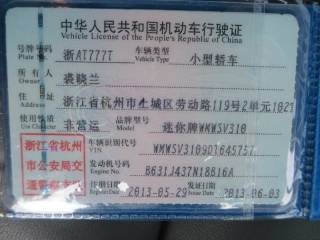 中华人民共和国机动车行驶证
Vehicle License of the People's Republic of China
号牌号码 浙AT777T 车辆类型 小型轿车
Plate No. Vehicle Type
所有人 裘晓兰
Owner
住址 浙江省杭州市上城区劳动路119号2单元102室
Address
使用性质 非营运 品牌型号 迷你牌WMWSV310
Use Character Model
浙江省杭州
市公安局交
通警察支队
车辆识别代号
VIN
发动机号码 B631J437N18B16A
Engine No.
注册日期 2013-05-29 发证日期 2013-06-03